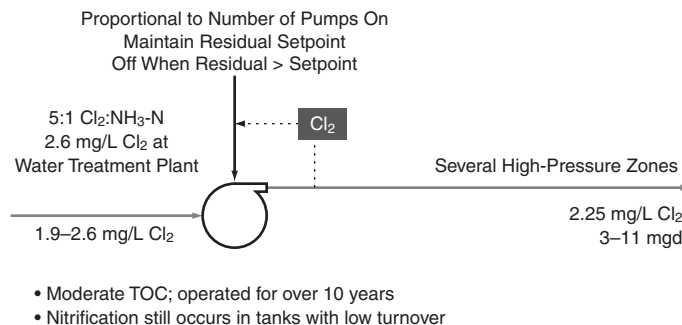 Proportional to Number of Pumps On
Maintain Residual Setpoint
Off When Residual > Setpoint
5:1 Cl₂:NH₃-N
2.6 mg/L Cl₂ at
Water Treatment Plant
Cl₂
Several High-Pressure Zones
1.9–2.6 mg/L Cl₂
2.25 mg/L Cl₂
3–11 mgd
• Moderate TOC; operated for over 10 years
• Nitrification still occurs in tanks with low turnover